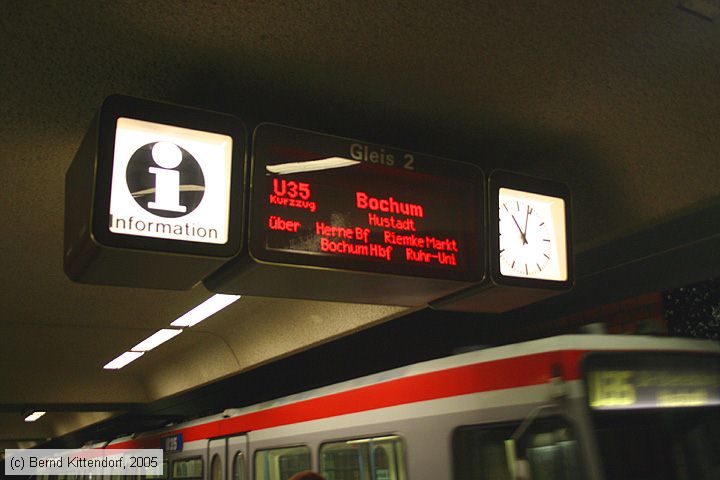 Gleis 2
Information
U35 Bochum
Kurzzug Hustadt
über Herne Bf Riemke Markt
Bochum Hbf Ruhr-Uni
U35
U35
(c) Bernd Kittendorf, 2005